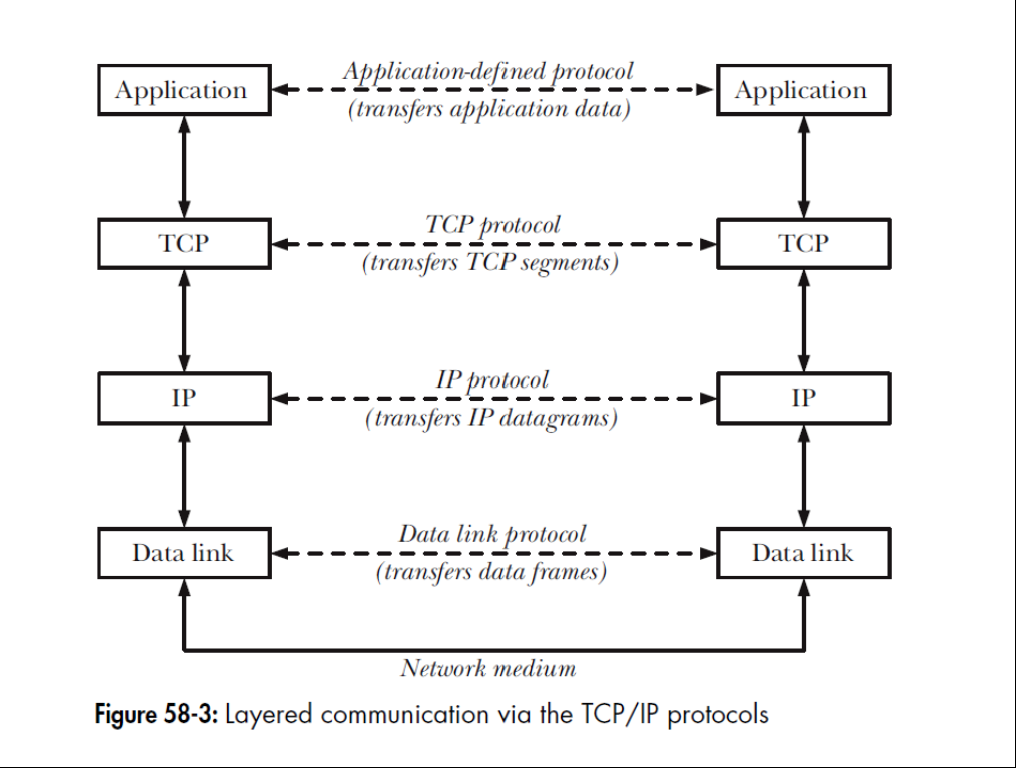 Application-defined protocol
Application Application
(transfers application data)
TCP protocol
TCP TCP
(transfers TCP segments)
IP protocol
IP IP
(transfers IP datagrams)
Data link protocol
Data link Data link
(transfers data frames)
Network medium
Figure 58-3: Layered communication via the TCP/IP protocols